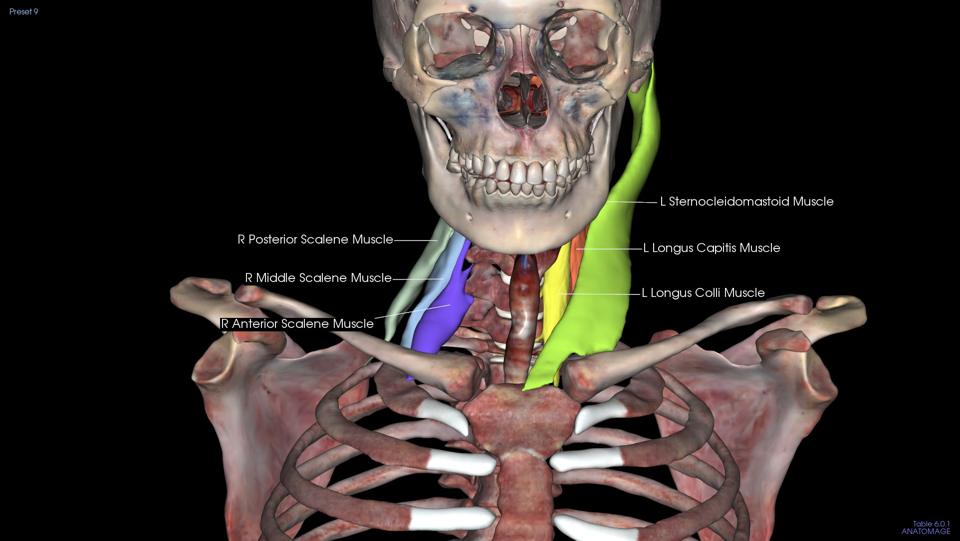 Preset 9
L Sternocleidomastoid Muscle
R Posterior Scalene Muscle
L Longus Capitis Muscle
R Middle Scalene Muscle
L Longus Colli Muscle
R Anterior Scalene Muscle
Table 6.0.1
ANATOMAGE